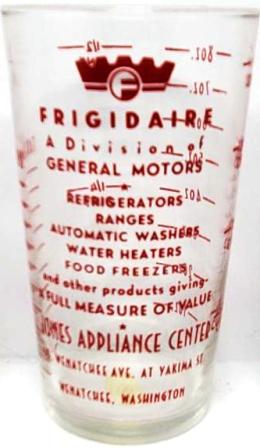 F
FRIGIDAIRE
A Division of
GENERAL MOTORS
REFRIGERATORS
RANGES
AUTOMATIC WASHERS
WATER HEATERS
FOOD FREEZERS
and other products giving-
A FULL MEASURE OF VALUE
APPLIANCE CENTER
WENATCHEE AVE. AT YAKIMA ST.
WENATCHEE, WASHINGTON